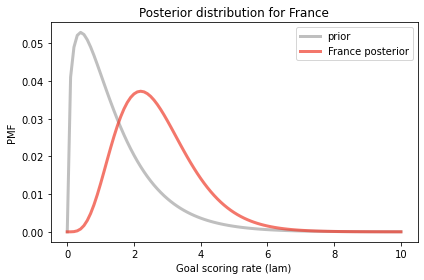 Posterior distribution for France
prior
France posterior
PMF
0.05
0.04
0.03
0.02
0.01
0.00
0 2 4 6 8 10
Goal scoring rate (lam)